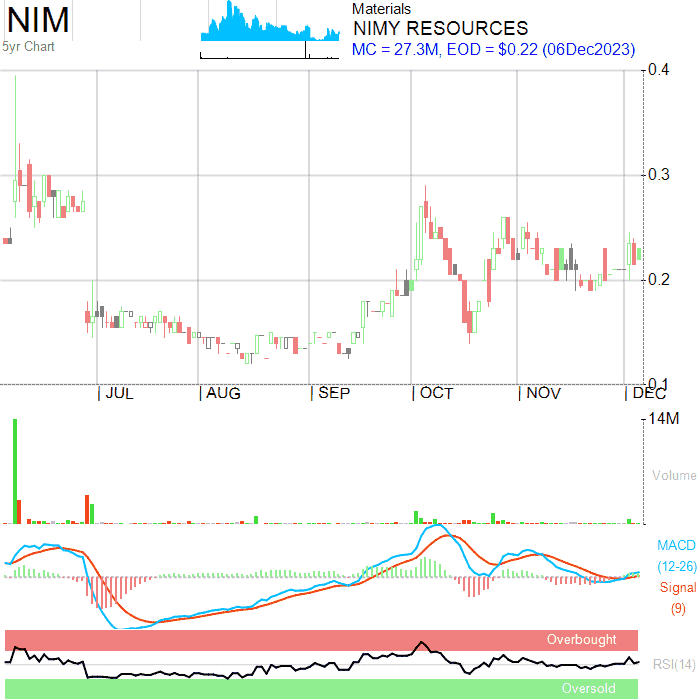 NIM
5yr Chart
Materials
NIMY RESOURCES
MC = 27.3M, EOD = $0.22 (06Dec2023)
0.4
0.3
0.2
0.1
JUL
AUG
SEP
OCT
NOV
DEC
14M
Volume
MACD
(12-26)
Signal
(9)
Overbought
RSI(14)
Oversold